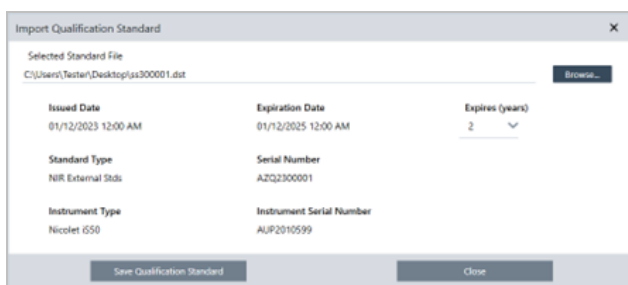 Import Qualification Standard
Selected Standard File
C:\Users\Tester\Desktop\ss300001.dst
Browse...
Issued Date Expiration Date Expires (years)
01/12/2023 12:00 AM 01/12/2025 12:00 AM 2
Standard Type Serial Number
NIR External Stds AZQ2300001
Instrument Type Instrument Serial Number
Nicolet iS50 AUP2010599
Save Qualification Standard Close